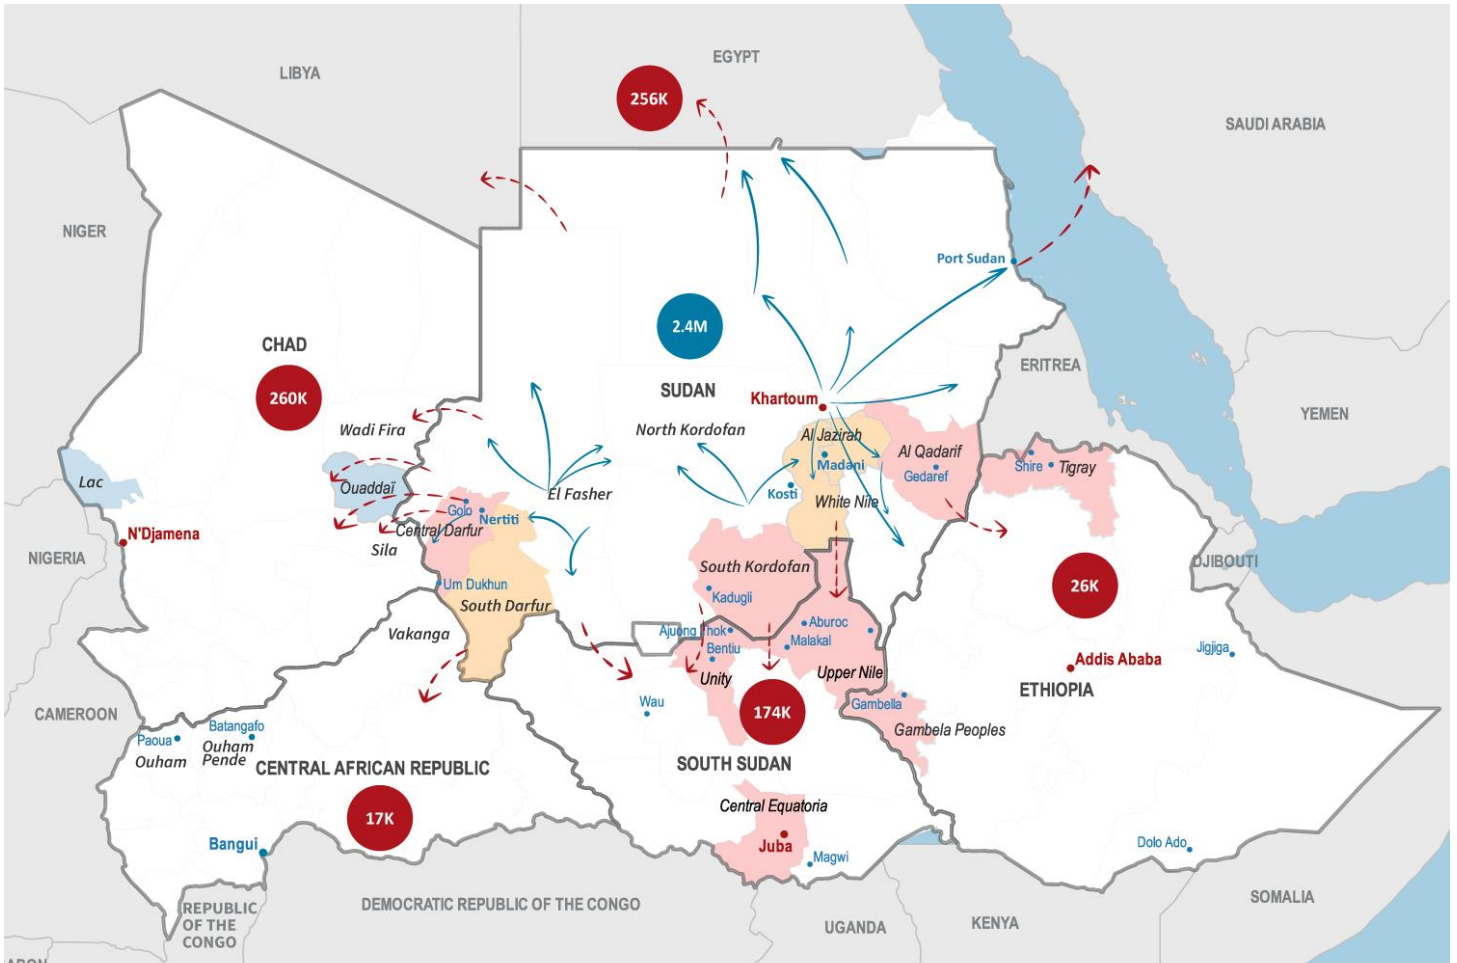 EGYPT
LIBYA
256K
SAUDI ARABIA
NIGER
Port Sudan
2.4M
CHAD
SUDAN
ERITREA
260K
Khartoum
YEMEN
Wadi Fira
North Kordofan
Al Jazirah
Al Qadarif
Madani
Gedaref
Shire
Tigray
Lac
Ouaddaï
Kosti
El Fasher
White Nile
Golo
Nertiti
N'Djamena
Central Darfur
Sila
NIGERIA
DJIBOUTI
South Kordofan
Um Dukhun
26K
Kadugli
South Darfur
Vakanga
Ajuong Thok
Aburoc
Malakal
Bentiu
Jigjiga
Addis Ababa
Unity
Upper Nile
ETHIOPIA
Wau
Gambella
CAMEROON
174K
Batangafo
Gambela Peoples
Paoua
Ouham
Pende
Ouham
CENTRAL AFRICAN REPUBLIC
SOUTH SUDAN
Central Equatoria
17K
Bangui
Juba
Magwi
Dolo Ado
SOMALIA
DEMOCRATIC REPUBLIC OF THE CONGO
REPUBLIC
OF THE
CONGO
UGANDA
KENYA